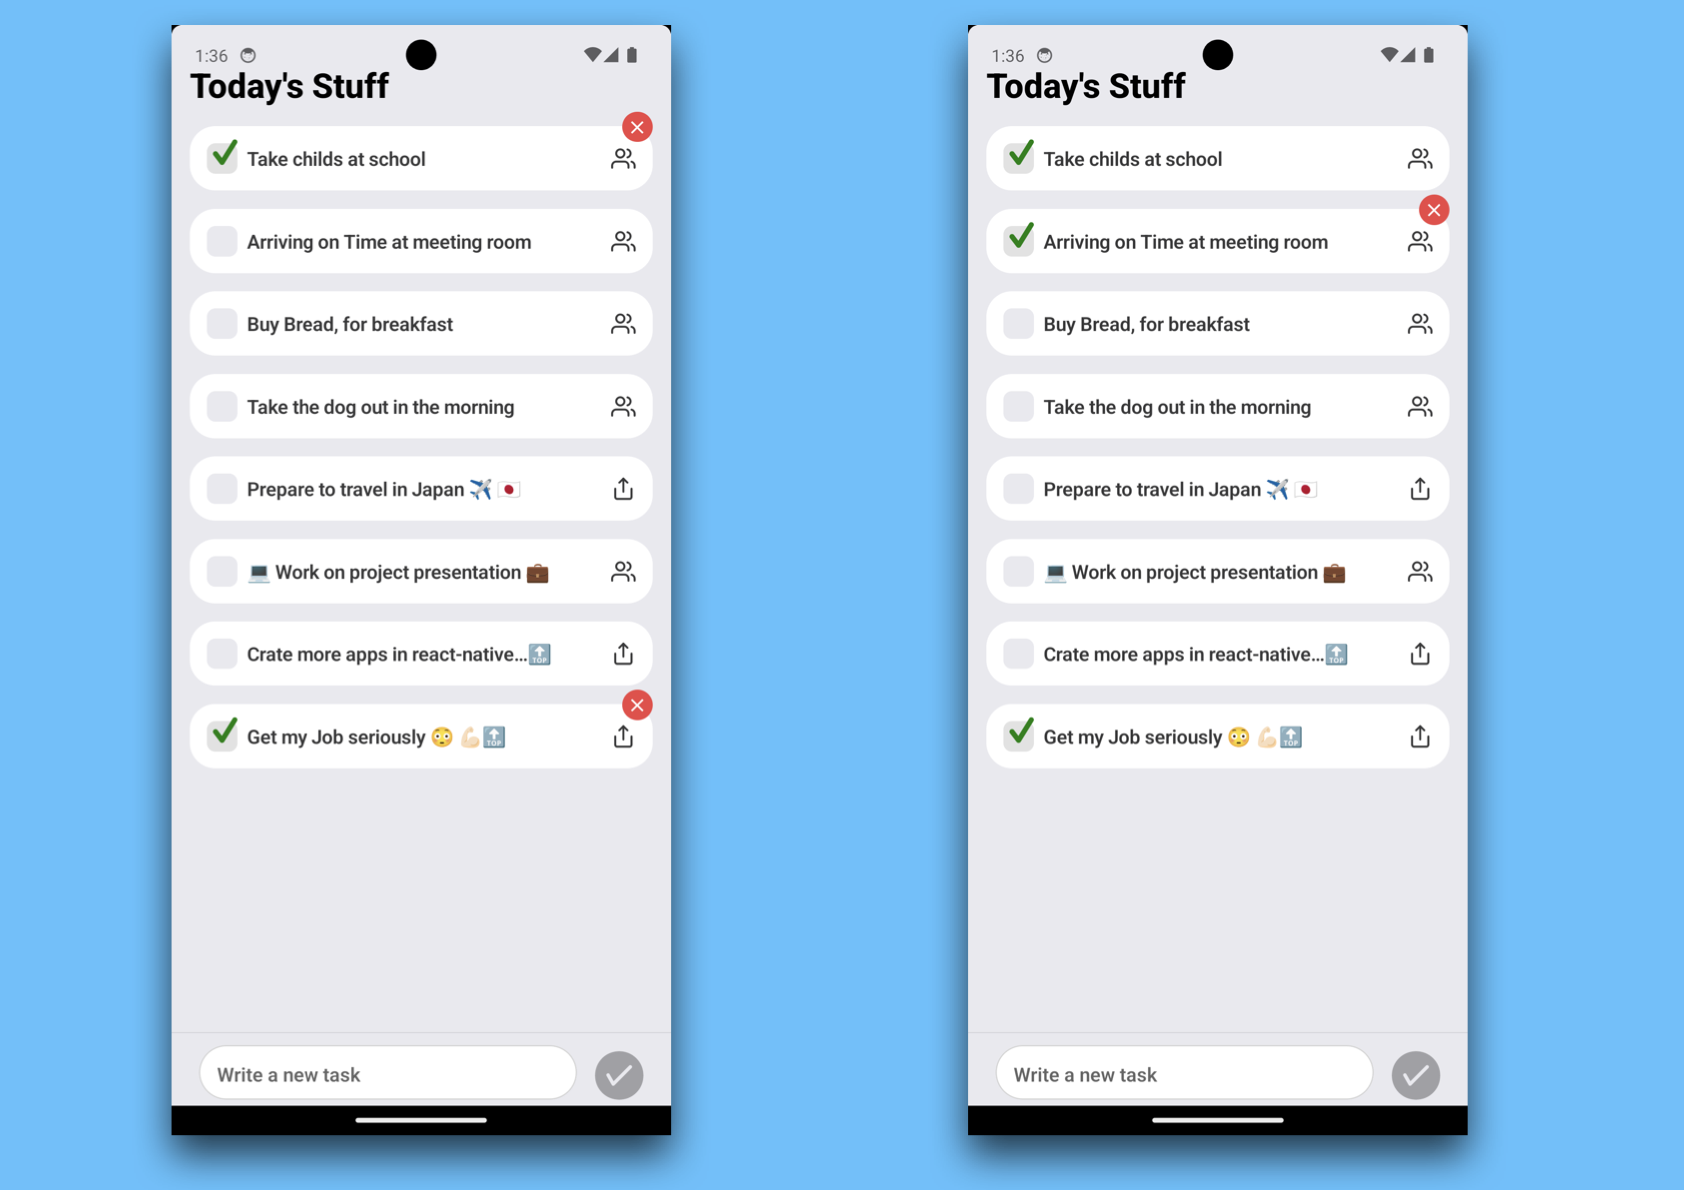 1:36
Today's Stuff
Take childs at school
Arriving on Time at meeting room
Buy Bread, for breakfast
Take the dog out in the morning
Prepare to travel in Japan ✈️ 🇯🇵
💻 Work on project presentation 💼
Crate more apps in react-native...🔝
Get my Job seriously 😳 💪🏻🔝
Write a new task
1:36
Today's Stuff
Take childs at school
Arriving on Time at meeting room
Buy Bread, for breakfast
Take the dog out in the morning
Prepare to travel in Japan ✈️ 🇯🇵
💻 Work on project presentation 💼
Crate more apps in react-native...🔝
Get my Job seriously 😳 💪🏻🔝
Write a new task